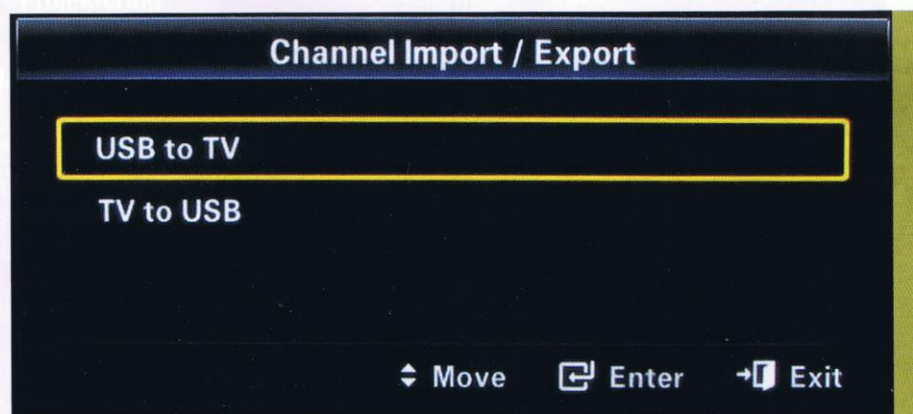 Channel Import / Export
USB to TV
TV to USB
Move Enter Exit